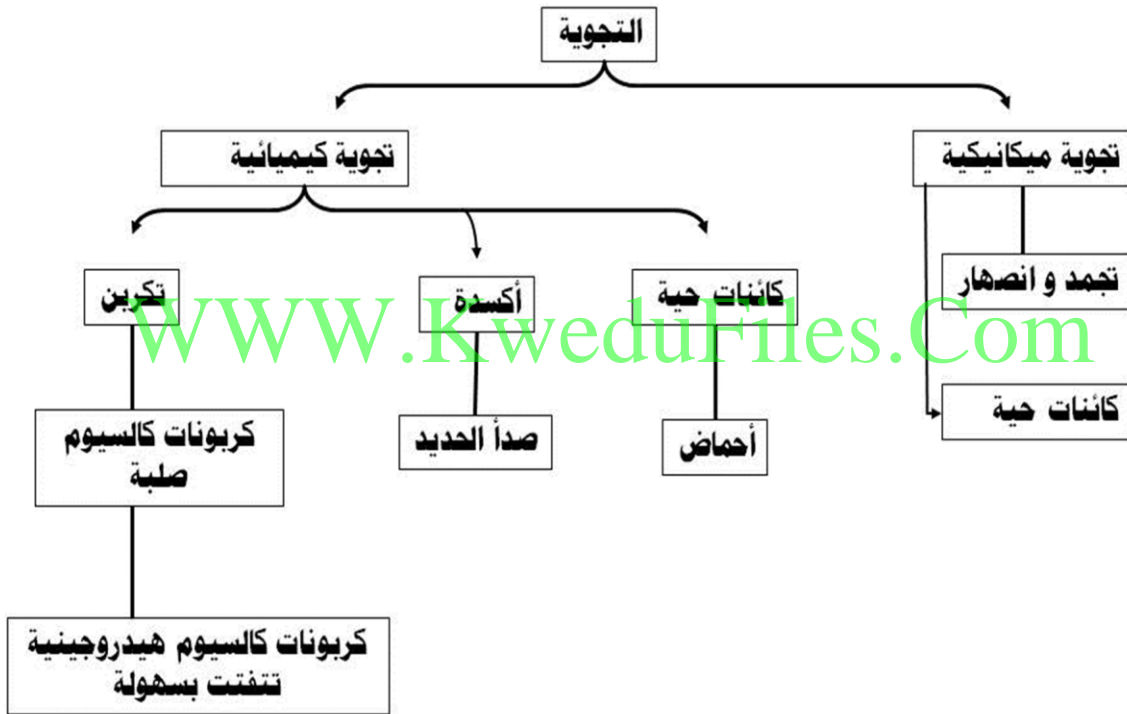 التجوية
تجوية ميكانيكية
تجوية كيميائية
تجمد و انصهار
كائنات حية
كائنات حية
أكسدة
تكربن
WWW.KweduFiles.Com
أحماض
صدأ الحديد
كربونات كالسيوم
صلبة
كربونات كالسيوم هيدروجينية
تتفتت بسهولة